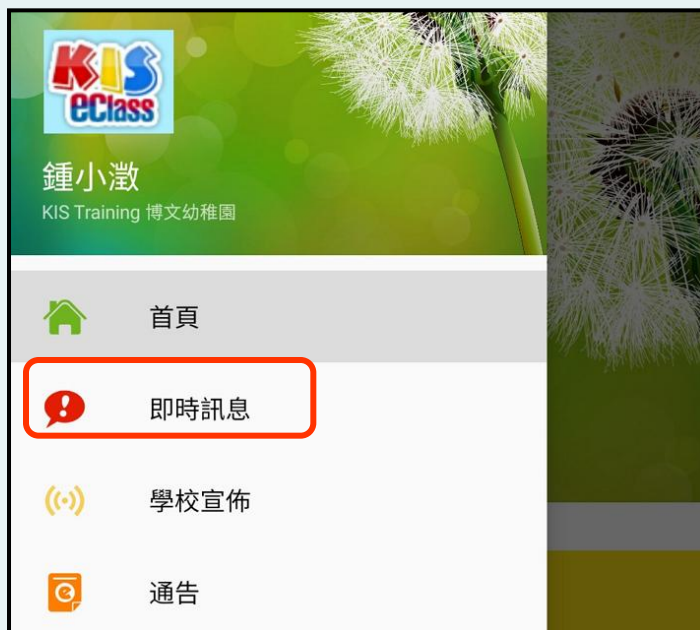 KIS
eClass
鍾小澂
KIS Training 博文幼稚園
首頁
即時訊息
學校宣佈
通告